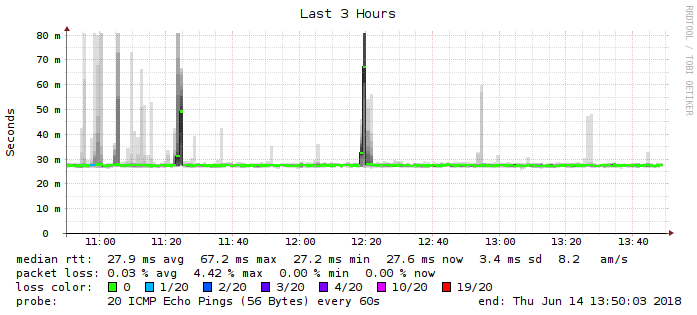 Last 3 Hours
RRDTOOL / TOBI OETIKER
80 m
70 m
60 m
50 m
40 m
30 m
20 m
10 m
0
Seconds
11:00 11:20 11:40 12:00 12:20 12:40 13:00 13:20 13:40
median rtt: 27.9 ms avg 67.2 ms max 27.2 ms min 27.6 ms now 3.4 ms sd 8.2 am/s
packet loss: 0.03 % avg 4.42 % max 0.00 % min 0.00 % now
loss color: 0 1/20 2/20 3/20 4/20 10/20 19/20
probe: 20 ICMP Echo Pings (56 Bytes) every 60s end: Thu Jun 14 13:50:03 2018